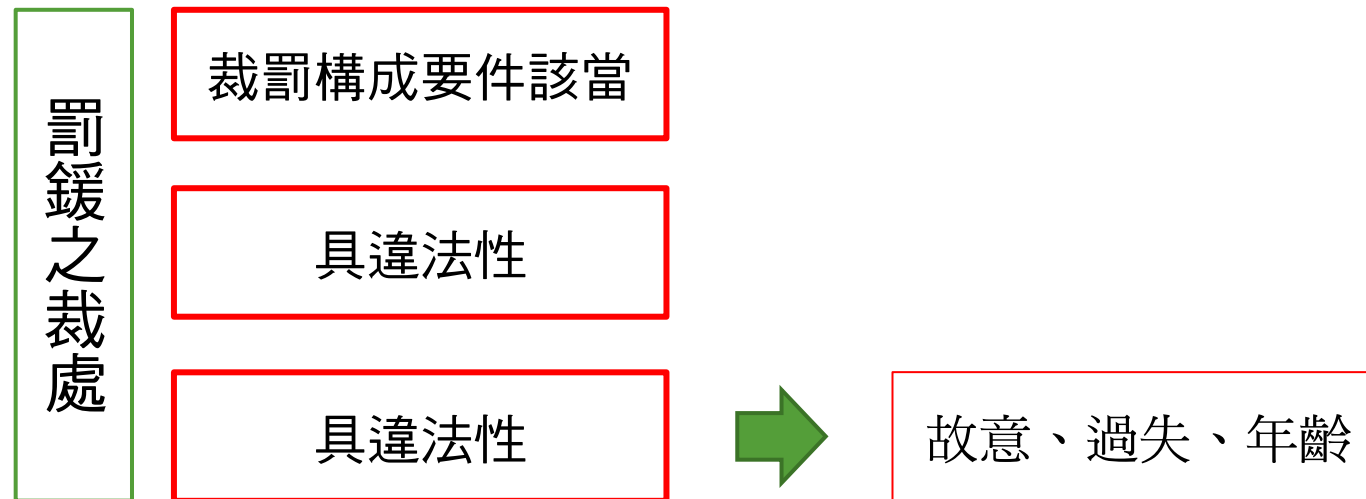 罰鍰之裁處
裁罰構成要件該當
具違法性
具違法性
故意、過失、年齡